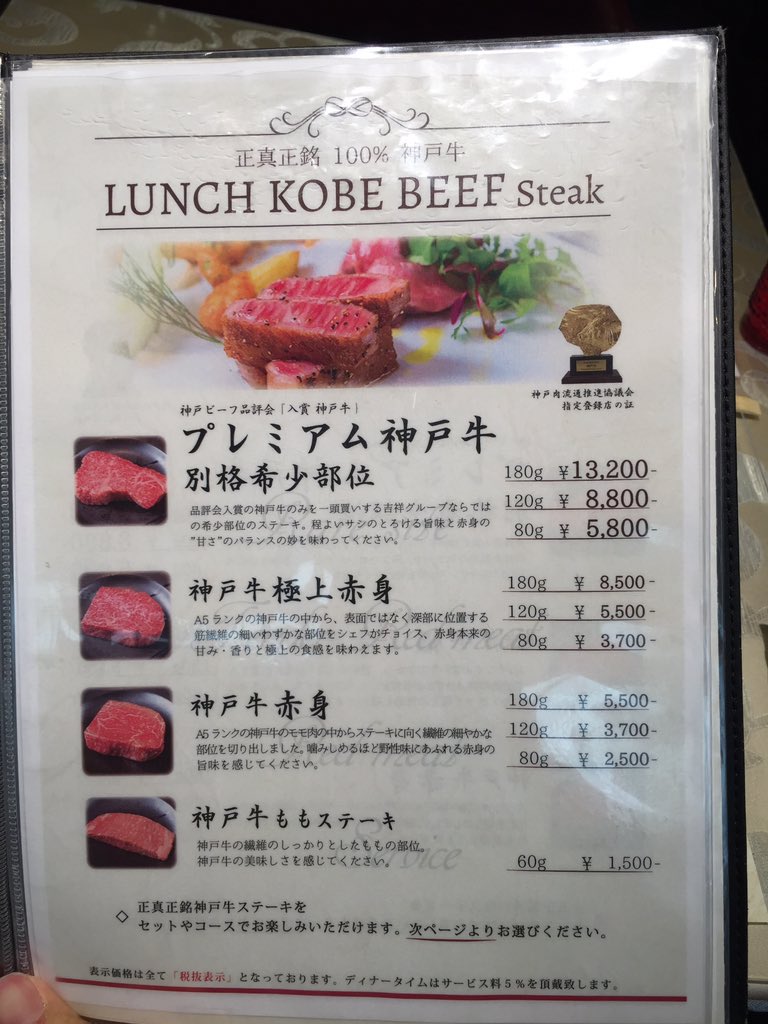 正真正銘 100% 神戸牛
LUNCH KOBE BEEF Steak
神戸肉流通推進協議会
指定登録店の証
神戸ビーフ品評会「入賞 神戸牛」
プレミアム神戸牛
別格希少部位
品評会入賞の神戸牛のみを一頭買いする吉祥グループならでは
の希少部位のステーキ。程よいサシのとろける旨味と赤身の
"甘さ"のバランスの妙を味わってください。
180g ¥13,200-
120g ¥ 8,800-
80g ¥ 5,800-
神戸牛極上赤身
A5ランクの神戸牛の中から、表面ではなく深部に位置する
筋繊維の細いわずかな部位をシェフがチョイス、赤身本来の
甘み・香りと極上の食感を味わえます。
180g ¥ 8,500-
120g ¥ 5,500-
80g ¥ 3,700-
神戸牛赤身
A5ランクの神戸牛のモモ肉の中からステーキに向く繊維の細やかな
部位を切り出しました。噛みしめるほど野性味にあふれる赤身の
旨味を感じてください。
180g ¥ 5,500-
120g ¥ 3,700-
80g ¥ 2,500-
神戸牛ももステーキ
神戸牛の繊維のしっかりとしたももの部位。
神戸牛の美味しさを感じてください。
60g ¥ 1,500-
◇ 正真正銘神戸牛ステーキを
セットやコースでお楽しみいただけます。次ページよりお選びください。
表示価格は全て「税抜表示」となっております。ディナータイムはサービス料5%を頂戴致します。